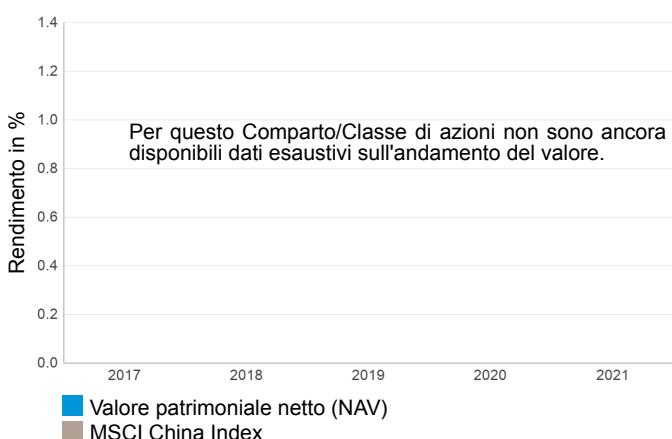 1.4
1.2
1.0
0.8
0.6
0.4
0.2
0.0
Rendimento in %
Per questo Comparto/Classe di azioni non sono ancora
disponibili dati esaustivi sull'andamento del valore.
2017 2018 2019 2020 2021
Valore patrimoniale netto (NAV)
MSCI China Index